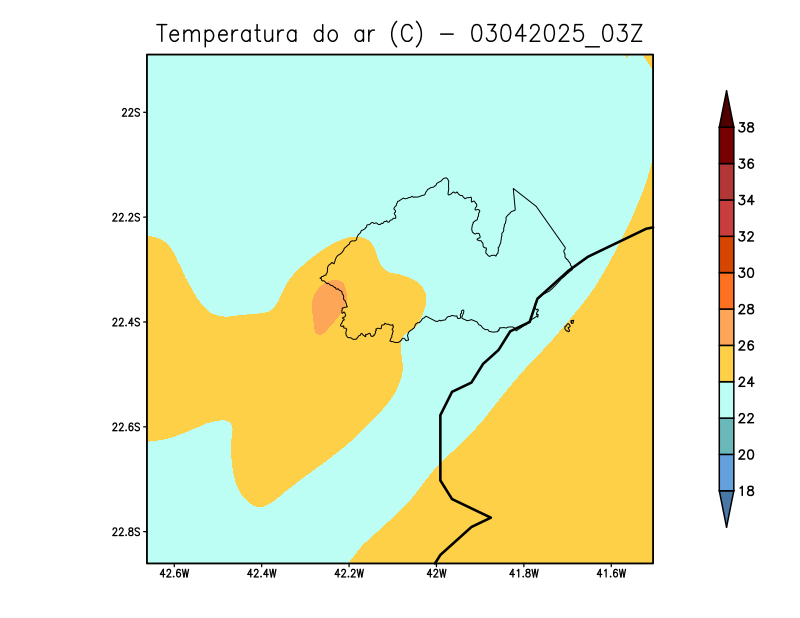 Temperatura do ar (C) - 03042025_03Z
22S
22.2S
22.4S
22.6S
22.8S
42.6W
42.4W
42.2W
42W
41.8W
41.6W
38
36
34
32
30
28
26
24
22
20
18